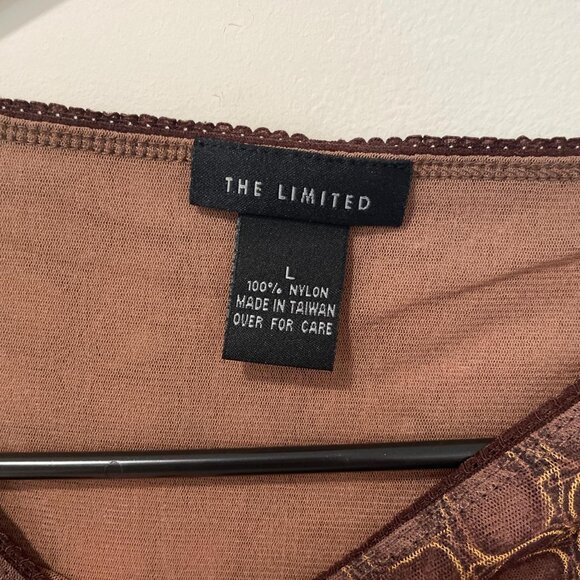 THE LIMITED
L
100% NYLON
MADE IN TAIWAN
OVER FOR CARE